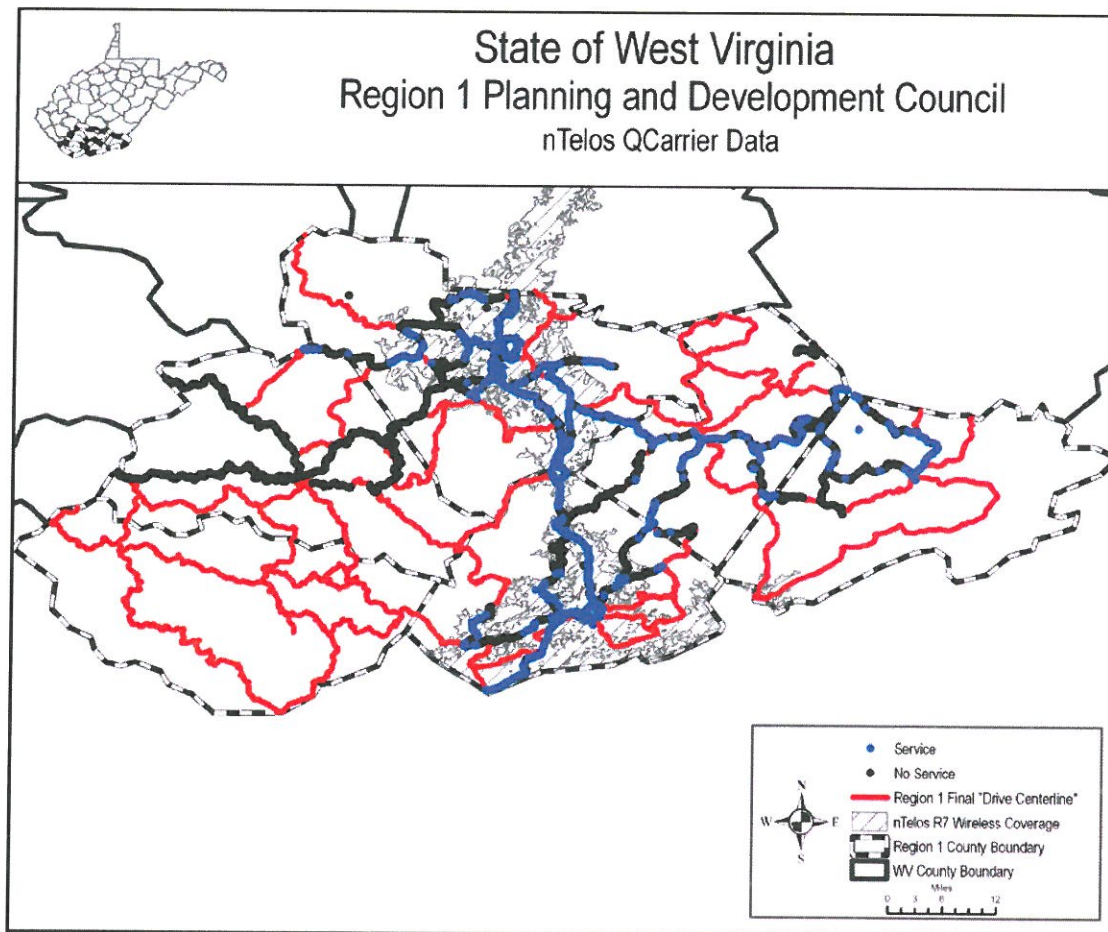 State of West Virginia
Region 1 Planning and Development Council
nTelos QCarrier Data
Service
No Service
Region 1 Final "Drive Centerline"
nTelos R7 Wireless Coverage
Region 1 County Boundary
WV County Boundary
N
W E
S
Miles
0 3 6 12